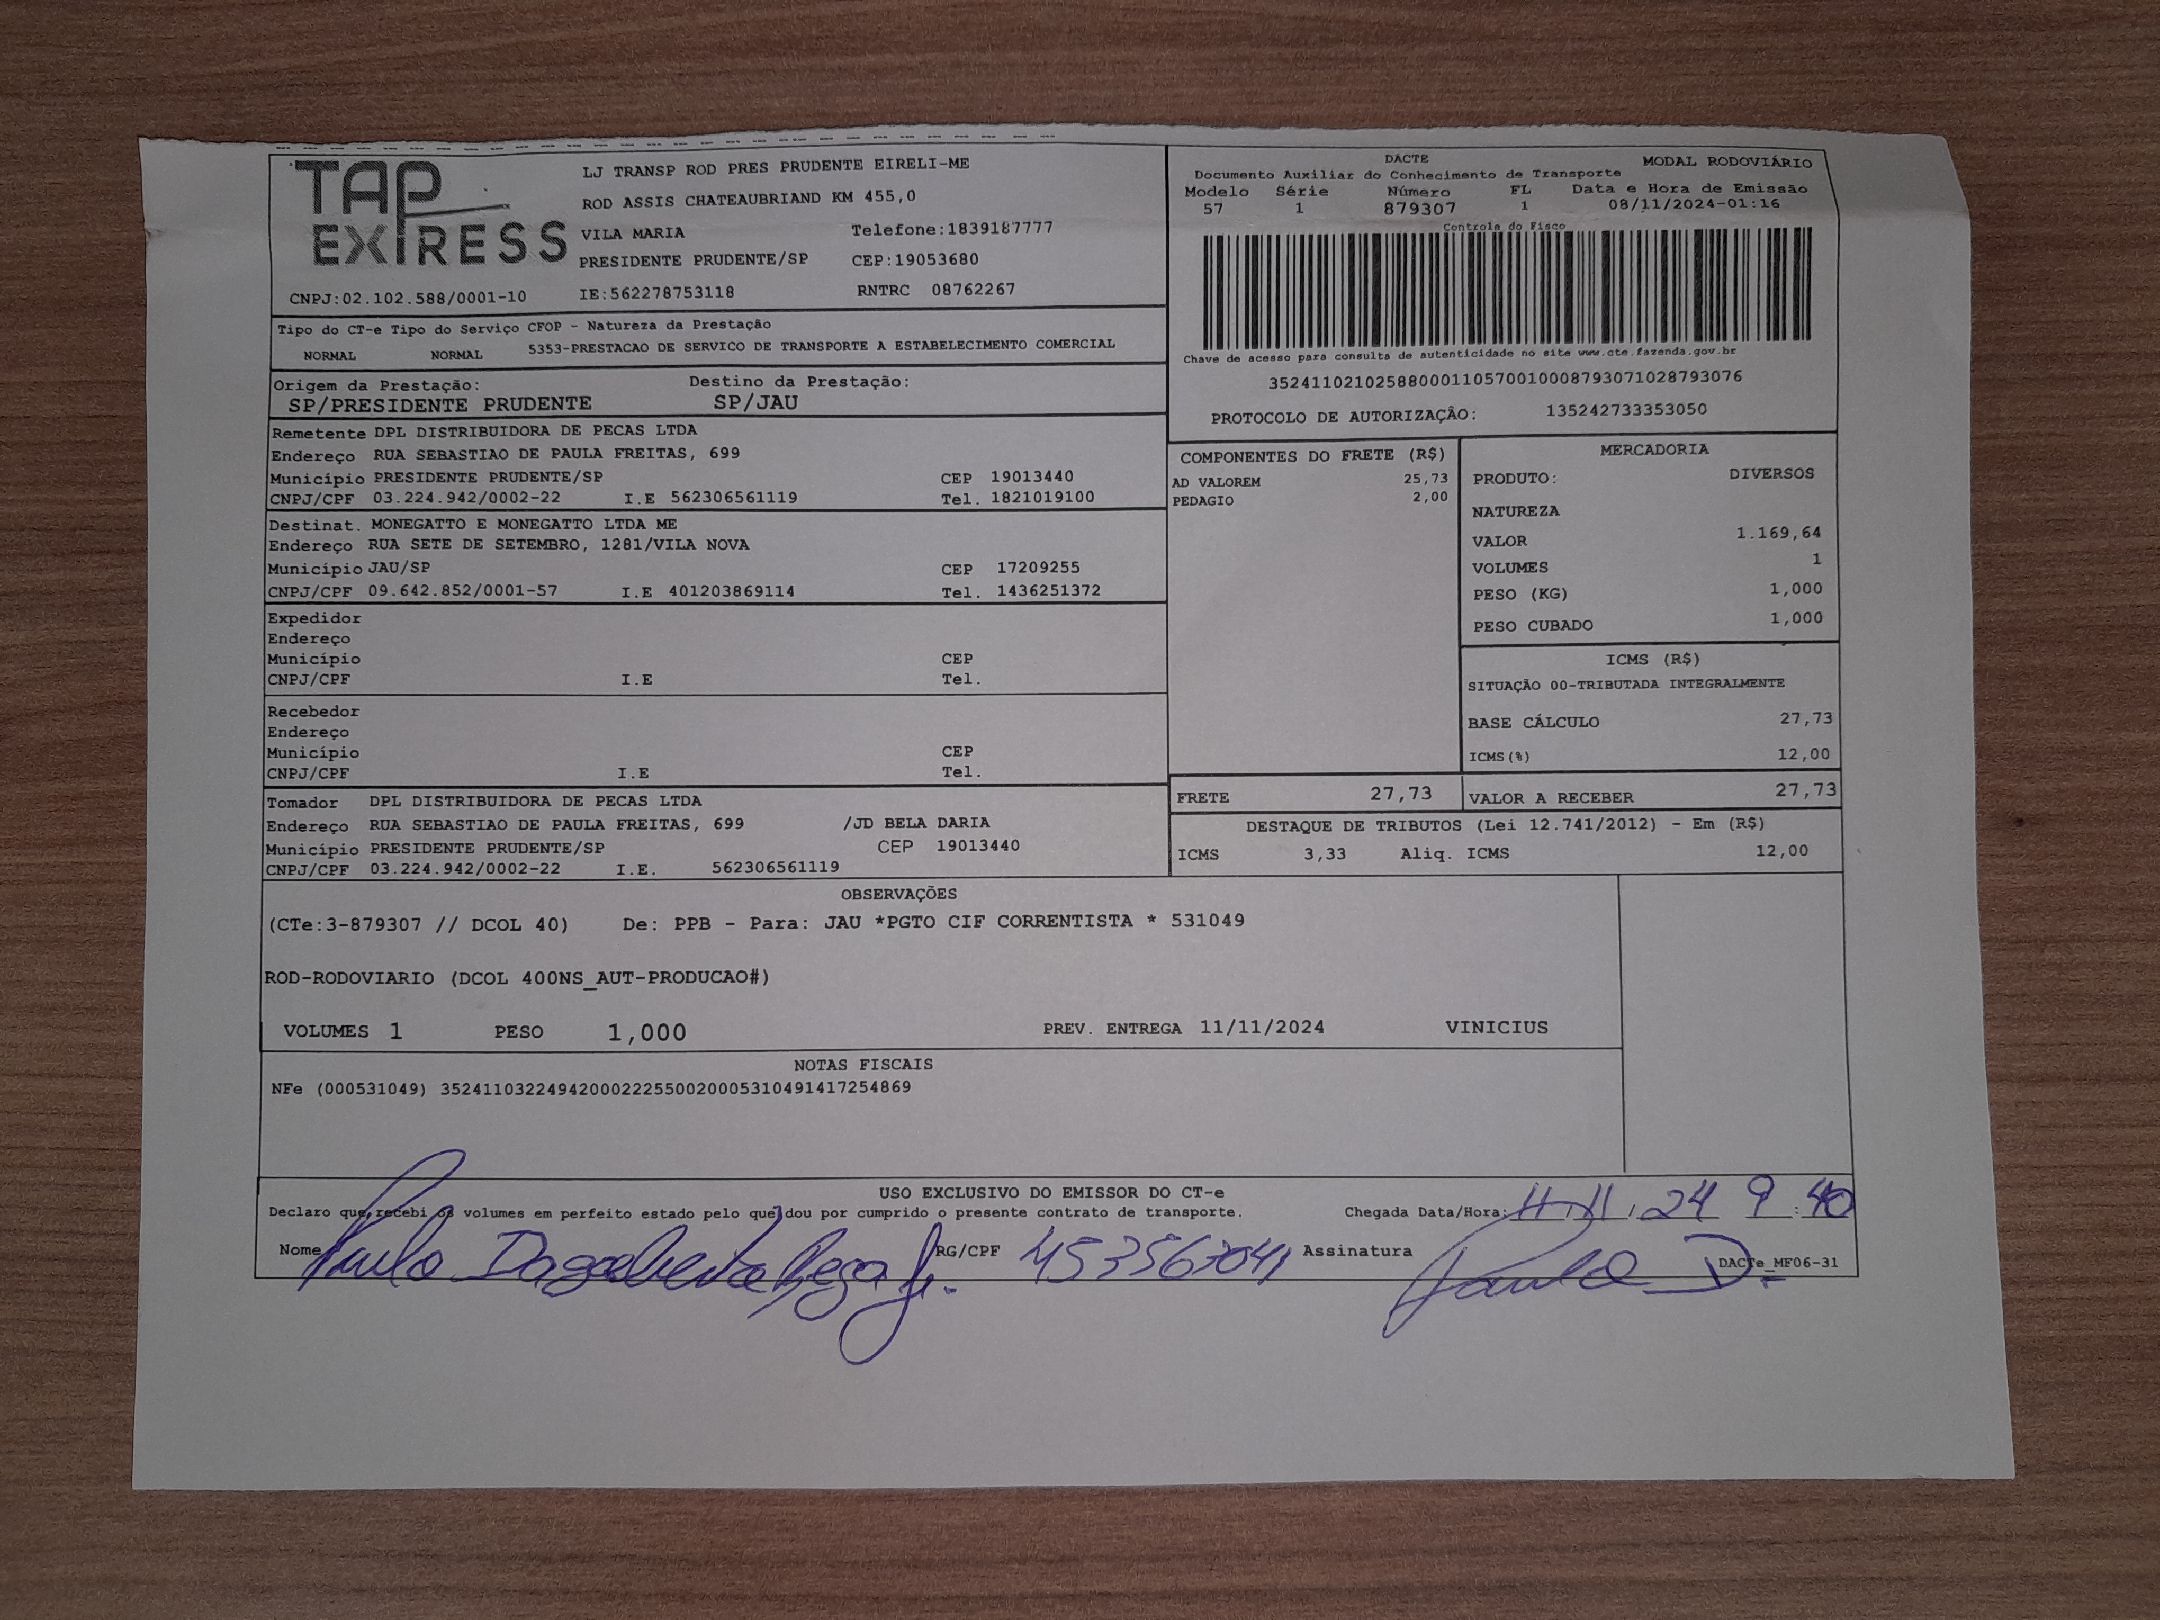 TAP
EXPRESS
LJ TRANSP ROD PRES PRUDENTE EIRELI-ME
ROD ASSIS CHATEAUBRIAND KM 455,0
VILA MARIA Telefone:1839187777
PRESIDENTE PRUDENTE/SP CEP:19053680
CNPJ:02.102.588/0001-10 IE:562278753118 RNTRC 08762267
DACTE MODAL RODOVIÁRIO
Documento Auxiliar do Conhecimento de Transporte
Modelo Série Número FL Data e Hora de Emissão
57 1 879307 1 08/11/2024-01:16
Controle do Fisco
Chave de acesso para consulta de autenticidade no site www.cte.fazenda.gov.br
35241102102588000110570010008793071028793076
PROTOCOLO DE AUTORIZAÇÂO: 135242733353050
Tipo do CT-e Tipo do Serviço CFOP - Natureza da Prestação
NORMAL NORMAL 5353-PRESTACAO DE SERVICO DE TRANSPORTE A ESTABELECIMENTO COMERCIAL
Origem da Prestação: Destino da Prestação:
SP/PRESIDENTE PRUDENTE SP/JAU
Remetente DPL DISTRIBUIDORA DE PECAS LTDA
Endereço RUA SEBASTIAO DE PAULA FREITAS, 699
Município PRESIDENTE PRUDENTE/SP CEP 19013440
CNPJ/CPF 03.224.942/0002-22 I.E 562306561119 Tel. 1821019100
Destinat. MONEGATTO E MONEGATTO LTDA ME
Endereço RUA SETE DE SETEMBRO, 1281/VILA NOVA
Município JAU/SP CEP 17209255
CNPJ/CPF 09.642.852/0001-57 I.E 401203869114 Tel. 1436251372
Expedidor
Endereço
Município CEP
CNPJ/CPF I.E Tel.
Recebedor
Endereço
Município CEP
CNPJ/CPF I.E Tel.
Tomador DPL DISTRIBUIDORA DE PECAS LTDA
Endereço RUA SEBASTIAO DE PAULA FREITAS, 699 /JD BELA DARIA
Município PRESIDENTE PRUDENTE/SP CEP 19013440
CNPJ/CPF 03.224.942/0002-22 I.E. 562306561119
COMPONENTES DO FRETE (R$)
AD VALOREM 25,73
PEDAGIO 2,00
MERCADORIA
PRODUTO: DIVERSOS
NATUREZA
VALOR 1.169,64
VOLUMES 1
PESO (KG) 1,000
PESO CUBADO 1,000
ICMS (R$)
SITUAÇÃO 00-TRIBUTADA INTEGRALMENTE
BASE CÁLCULO 27,73
ICMS(%) 12,00
FRETE 27,73 VALOR A RECEBER 27,73
DESTAQUE DE TRIBUTOS (Lei 12.741/2012) - Em (R$)
ICMS 3,33 Aliq. ICMS 12,00
OBSERVAÇÕES
(CTe:3-879307 // DCOL 40) De: PPB - Para: JAU *PGTO CIF CORRENTISTA * 531049
ROD-RODOVIARIO (DCOL 400NS_AUT-PRODUCAO#)
VOLUMES 1 PESO 1,000 PREV. ENTREGA 11/11/2024 VINICIUS
NOTAS FISCAIS
NFe (000531049) 35241103224942000222550020005310491417254869
USO EXCLUSIVO DO EMISSOR DO CT-e
Declaro que recebi os volumes em perfeito estado pelo que dou por cumprido o presente contrato de transporte. Chegada Data/Hora: 11/11/24 9:40
Nome Paulo RG/CPF 453563041 Assinatura Paulo D. DACTe_MF06-31